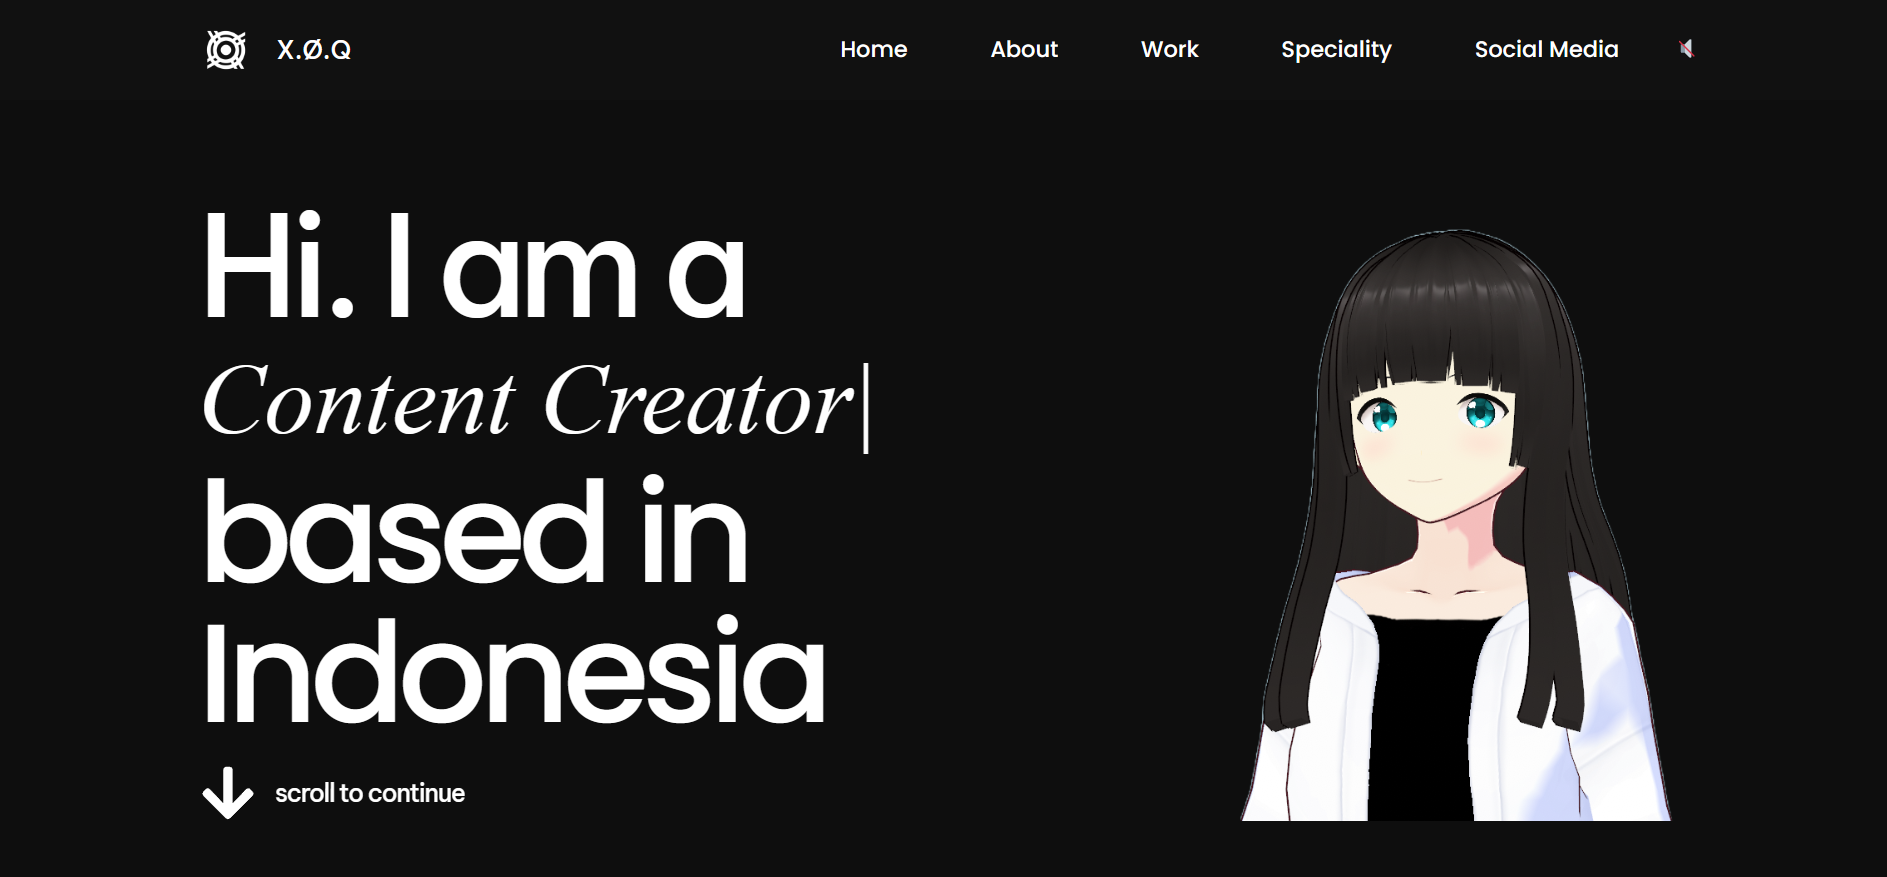 X.Ø.Q
Home About Work Speciality Social Media
Hi. I am a
Content Creator|
based in
Indonesia
scroll to continue